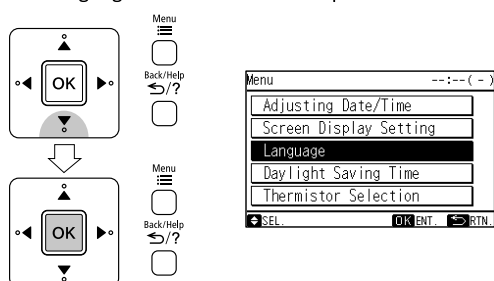 Menu
OK
Back/Help
?
Menu
OK
Back/Help
?
Menu --:--( - )
Adjusting Date/Time
Screen Display Setting
Language
Daylight Saving Time
Thermistor Selection
SEL. OK ENT. RTN.